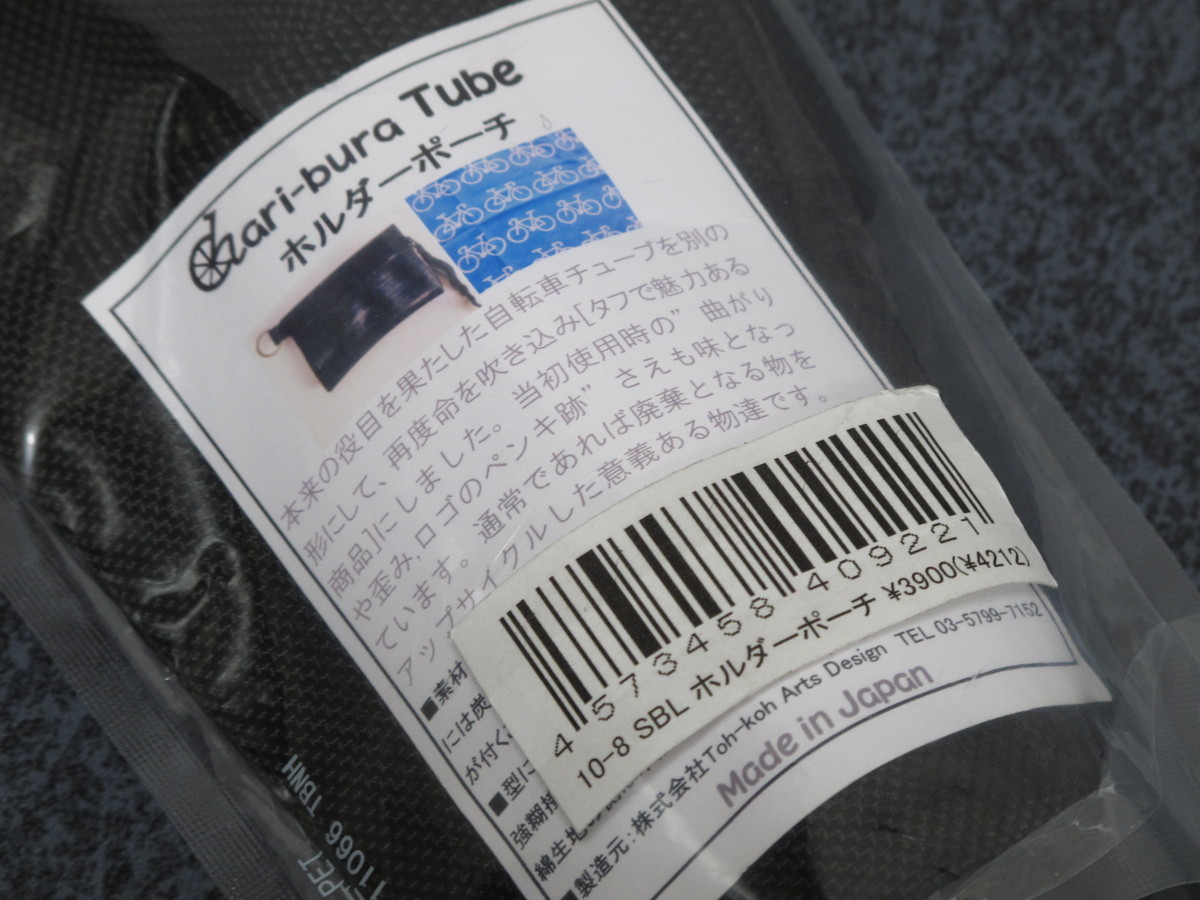 Chari-bura Tube
ホルダーポーチ
本来の役目を果たした自転車チューブを別の
形にして、再度命を吹き込み[タフで魅力ある
商品]にしました。 当初使用時の”曲がり
や歪み,ロゴのペンキ跡”さえも味となっ
ています。 通常であれば廃棄となる物を
アップサイクルした意義ある物達です。
■素材
には炭
が付く
■型に
強糊
綿生地
4 573458 409221
10-8 SBL ホルダーポーチ ¥3900(¥4212)
■製造元:株式会社Toh-koh Arts Design TEL 03-5799-7152
Made in Japan
PET
11066 TBNH